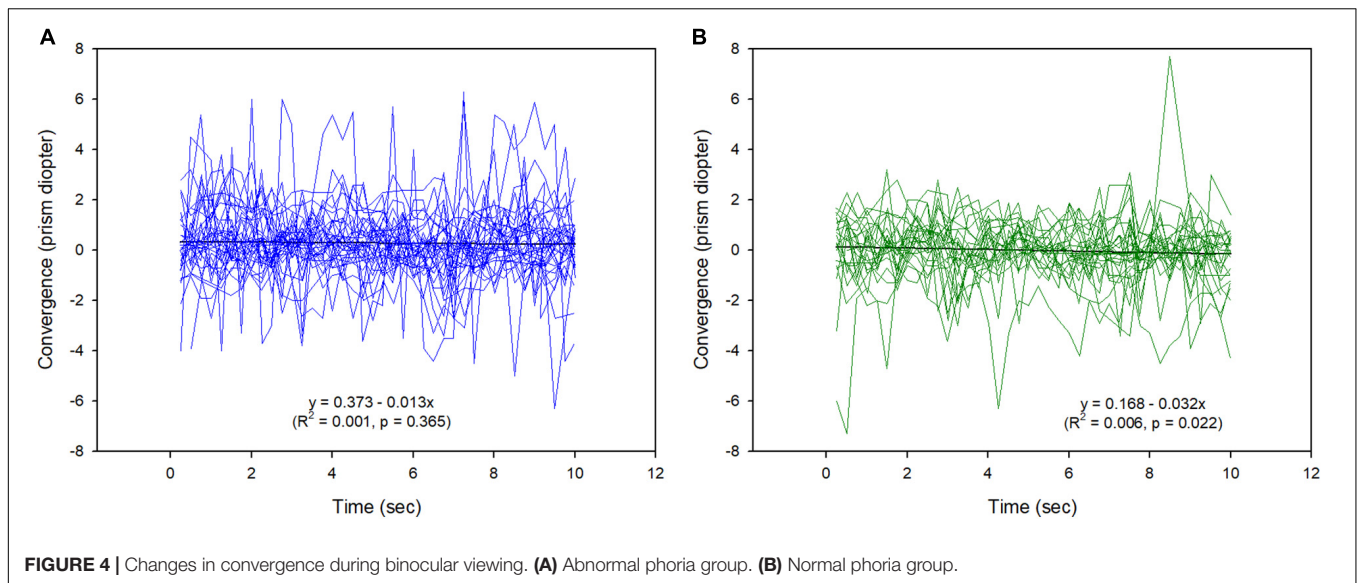 A
Convergence (prism diopter)
8
6
4
2
0
-2
-4
-6
-8
y = 0.373 - 0.013x
(R² = 0.001, p = 0.365)
0 2 4 6 8 10 12
Time (sec)
B
Convergence (prism diopter)
8
6
4
2
0
-2
-4
-6
-8
y = 0.168 - 0.032x
(R² = 0.006, p = 0.022)
0 2 4 6 8 10 12
Time (sec)
FIGURE 4 | Changes in convergence during binocular viewing. (A) Abnormal phoria group. (B) Normal phoria group.